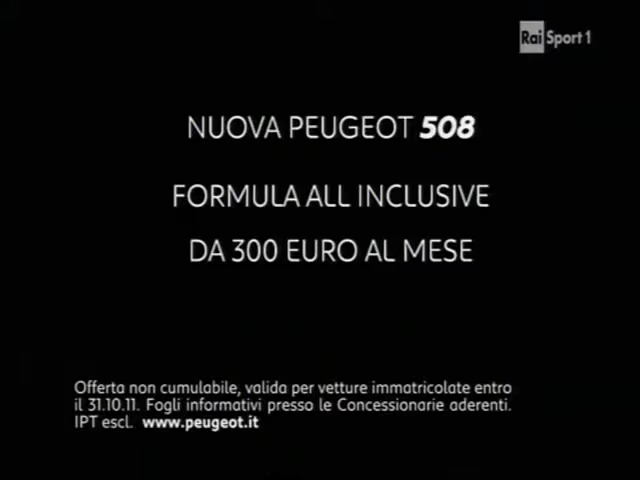 Rai Sport 1
NUOVA PEUGEOT 508
FORMULA ALL INCLUSIVE
DA 300 EURO AL MESE
Offerta non cumulabile, valida per vetture immatricolate entro
il 31.10.11. Fogli informativi presso le Concessionarie aderenti.
IPT escl. www.peugeot.it